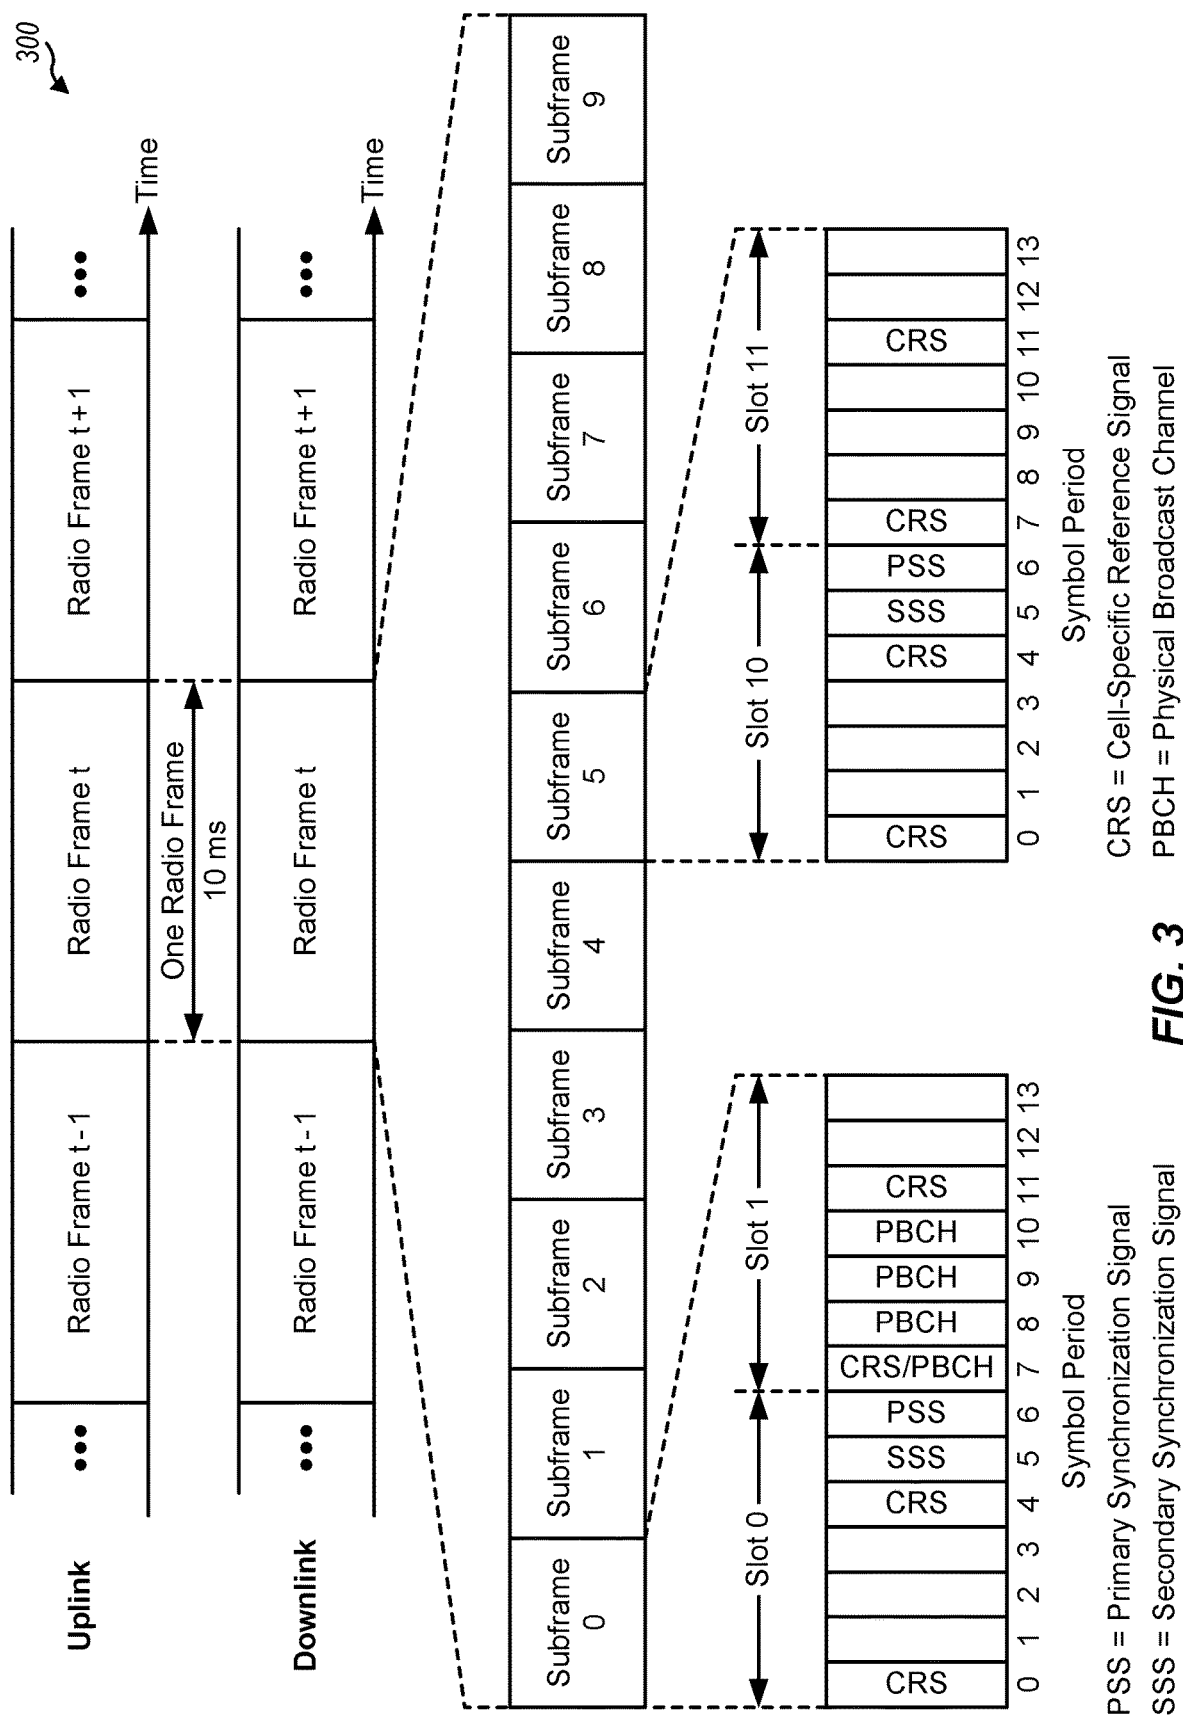 300
Uplink
Radio Frame t - 1
Radio Frame t
Radio Frame t + 1
Time
One Radio Frame
10 ms
Downlink
Radio Frame t - 1
Radio Frame t
Radio Frame t + 1
Time
Subframe 0
Subframe 1
Subframe 2
Subframe 3
Subframe 4
Subframe 5
Subframe 6
Subframe 7
Subframe 8
Subframe 9
Slot 0
Slot 1
CRS
CRS
SSS
PSS
CRS/PBCH
PBCH
PBCH
PBCH
CRS
0 1 2 3 4 5 6 7 8 9 10 11 12 13
Symbol Period
Slot 10
Slot 11
CRS
CRS
SSS
PSS
CRS
CRS
0 1 2 3 4 5 6 7 8 9 10 11 12 13
Symbol Period
PSS = Primary Synchronization Signal
SSS = Secondary Synchronization Signal
CRS = Cell-Specific Reference Signal
PBCH = Physical Broadcast Channel
FIG. 3